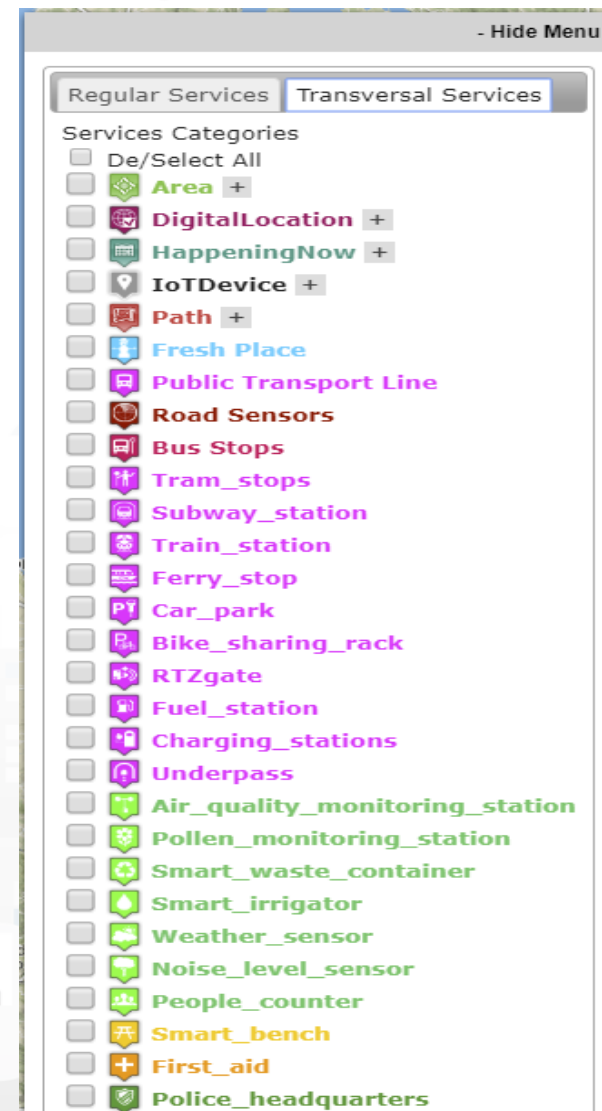 - Hide Menu
Regular Services Transversal Services
Services Categories
De/Select All
Area +
DigitalLocation +
HappeningNow +
IoTDevice +
Path +
Fresh Place
Public Transport Line
Road Sensors
Bus Stops
Tram_stops
Subway_station
Train_station
Ferry_stop
Car_park
Bike_sharing_rack
RTZgate
Fuel_station
Charging_stations
Underpass
Air_quality_monitoring_station
Pollen_monitoring_station
Smart_waste_container
Smart_irrigator
Weather_sensor
Noise_level_sensor
People_counter
Smart_bench
First_aid
Police_headquarters